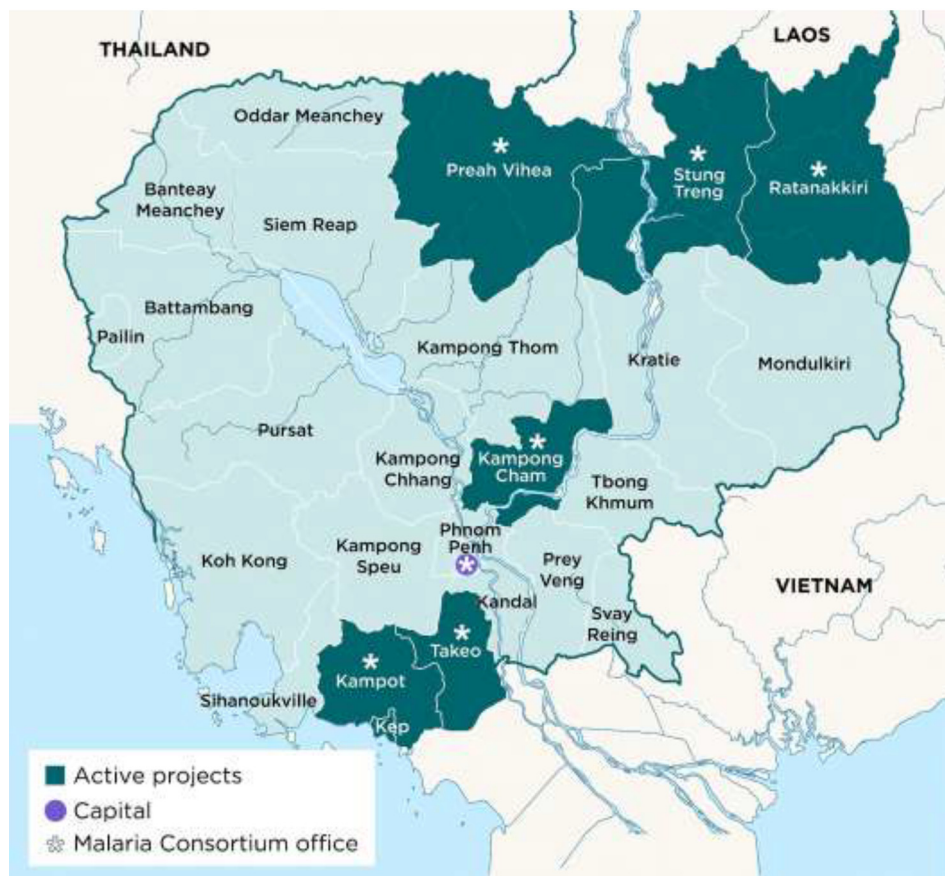 THAILAND
LAOS
Oddar Meanchey
Preah Vihea
Stung
Treng
Ratanakkiri
Banteay
Meanchey
Siem Reap
Battambang
Pailin
Kampong Thom
Kratie
Mondulkiri
Pursat
Kampong
Chhang
Kampong
Cham
Tbong
Khmum
Phnom
Penh
Koh Kong
Kampong
Speu
Prey
Veng
VIETNAM
Kandal
Svay
Reing
Takeo
Kampot
Sihanoukville
Kep
Active projects
Capital
Malaria Consortium office